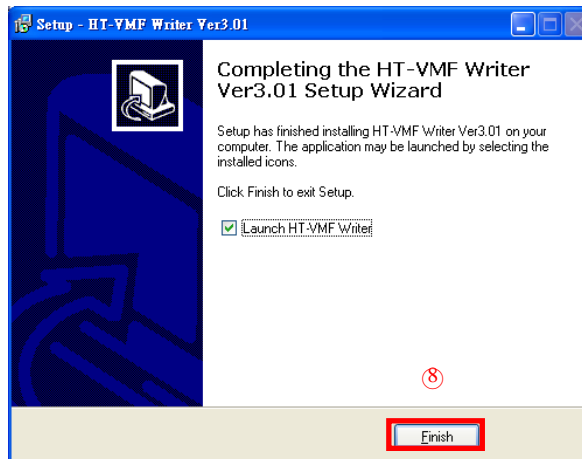 Setup - HT-VMF Writer Ver3.01
Completing the HT-VMF Writer
Ver3.01 Setup Wizard
Setup has finished installing HT-VMF Writer Ver3.01 on your
computer. The application may be launched by selecting the
installed icons.
Click Finish to exit Setup.
Launch HT-VMF Writer
⑧
Finish